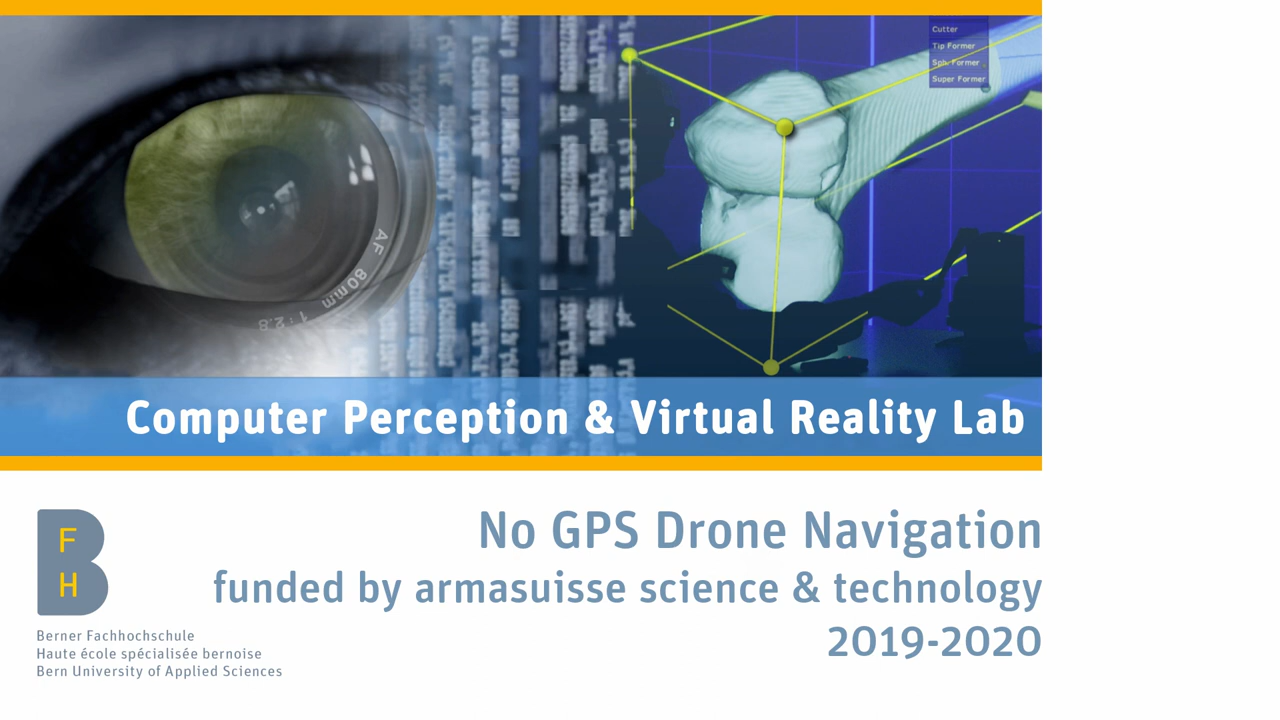 Cutter
Tip Former
Sph. Former
Super Former
AF 80mm 1:2.8
Computer Perception & Virtual Reality Lab
No GPS Drone Navigation
funded by armasuisse science & technology
2019-2020
F
H
Berner Fachhochschule
Haute école spécialisée bernoise
Bern University of Applied Sciences